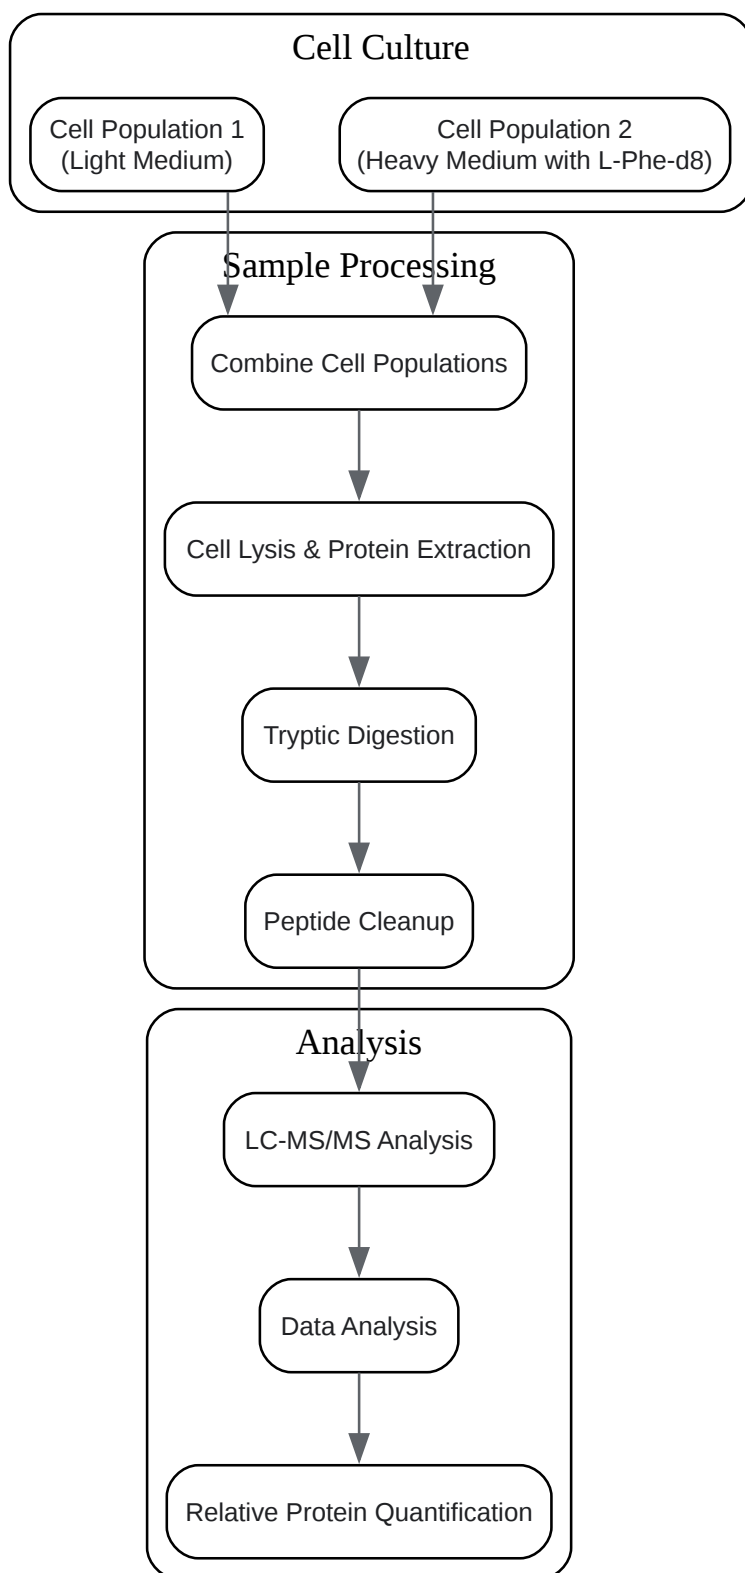 Cell Culture
Cell Population 1
(Light Medium)
Cell Population 2
(Heavy Medium with L-Phe-d8)
Sample Processing
Combine Cell Populations
Cell Lysis & Protein Extraction
Tryptic Digestion
Peptide Cleanup
Analysis
LC-MS/MS Analysis
Data Analysis
Relative Protein Quantification